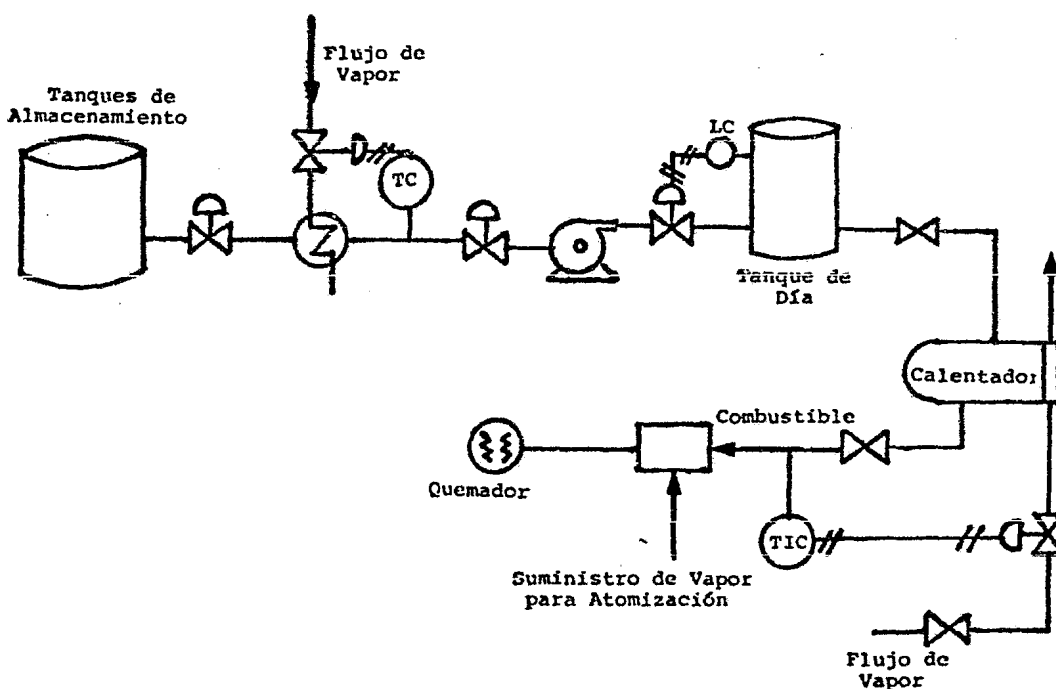 Flujo de
Vapor
Tanques de
Almacenamiento
LC
TC
Tanque de
Día
Calentador
Combustible
Quemador
TIC
Suministro de Vapor
para Atomización
Flujo de
Vapor